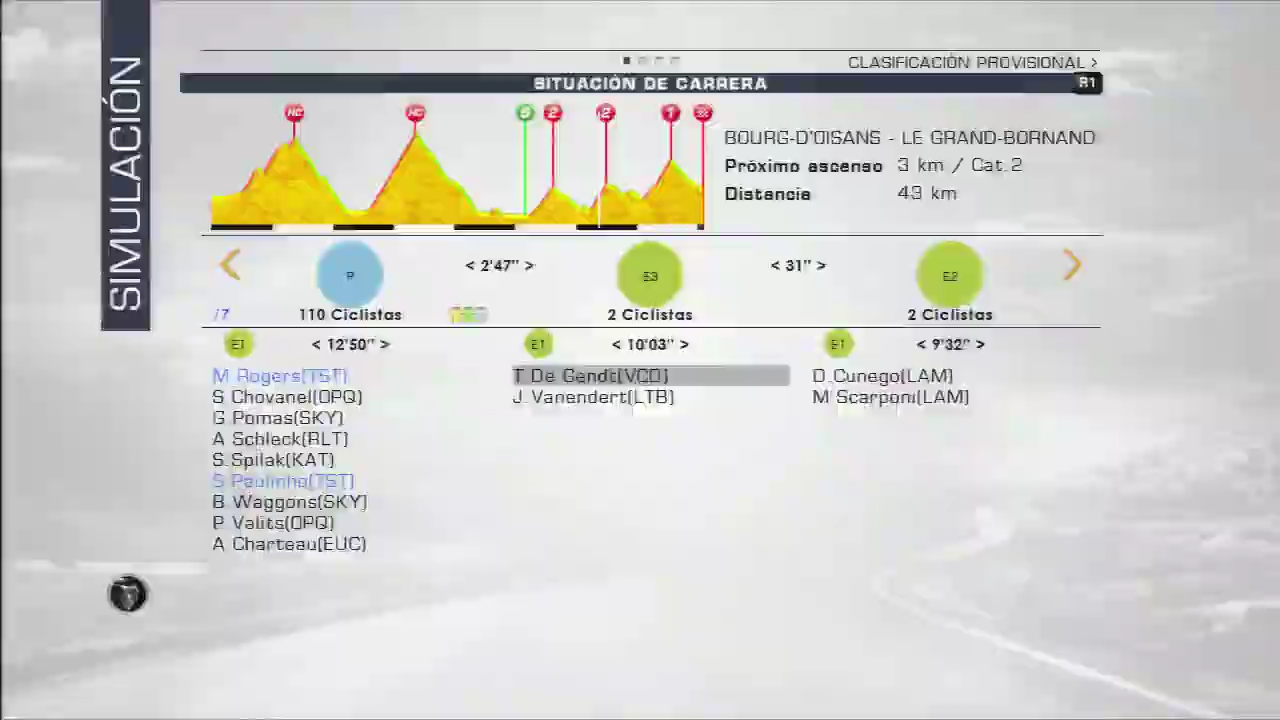 SIMULACIÓN
CLASIFICACIÓN PROVISIONAL >
SITUACIÓN DE CARRERA R1
HC HC S 2 2 1
BOURG-D'OISANS - LE GRAND-BORNAND
Próximo ascenso 3 km / Cat.2
Distancia 43 km
P < 2'47'' > E3 < 31'' > E2
/7 110 Ciclistas 2 Ciclistas 2 Ciclistas
E1 < 12'50'' > E1 < 10'03'' > E1 < 9'32'' >
M. Rogers(TST) T. De Gendt(VCD) D. Cunego(LAM)
S. Chovanel(OPQ) J. Vanendert(LTB) M. Scarponi(LAM)
G. Pomas(SKY)
A. Schleck(RLT)
S. Spilak(KAT)
S. Paulinho(TST)
B. Waggons(SKY)
P. Valits(OPQ)
A. Charteau(EUC)